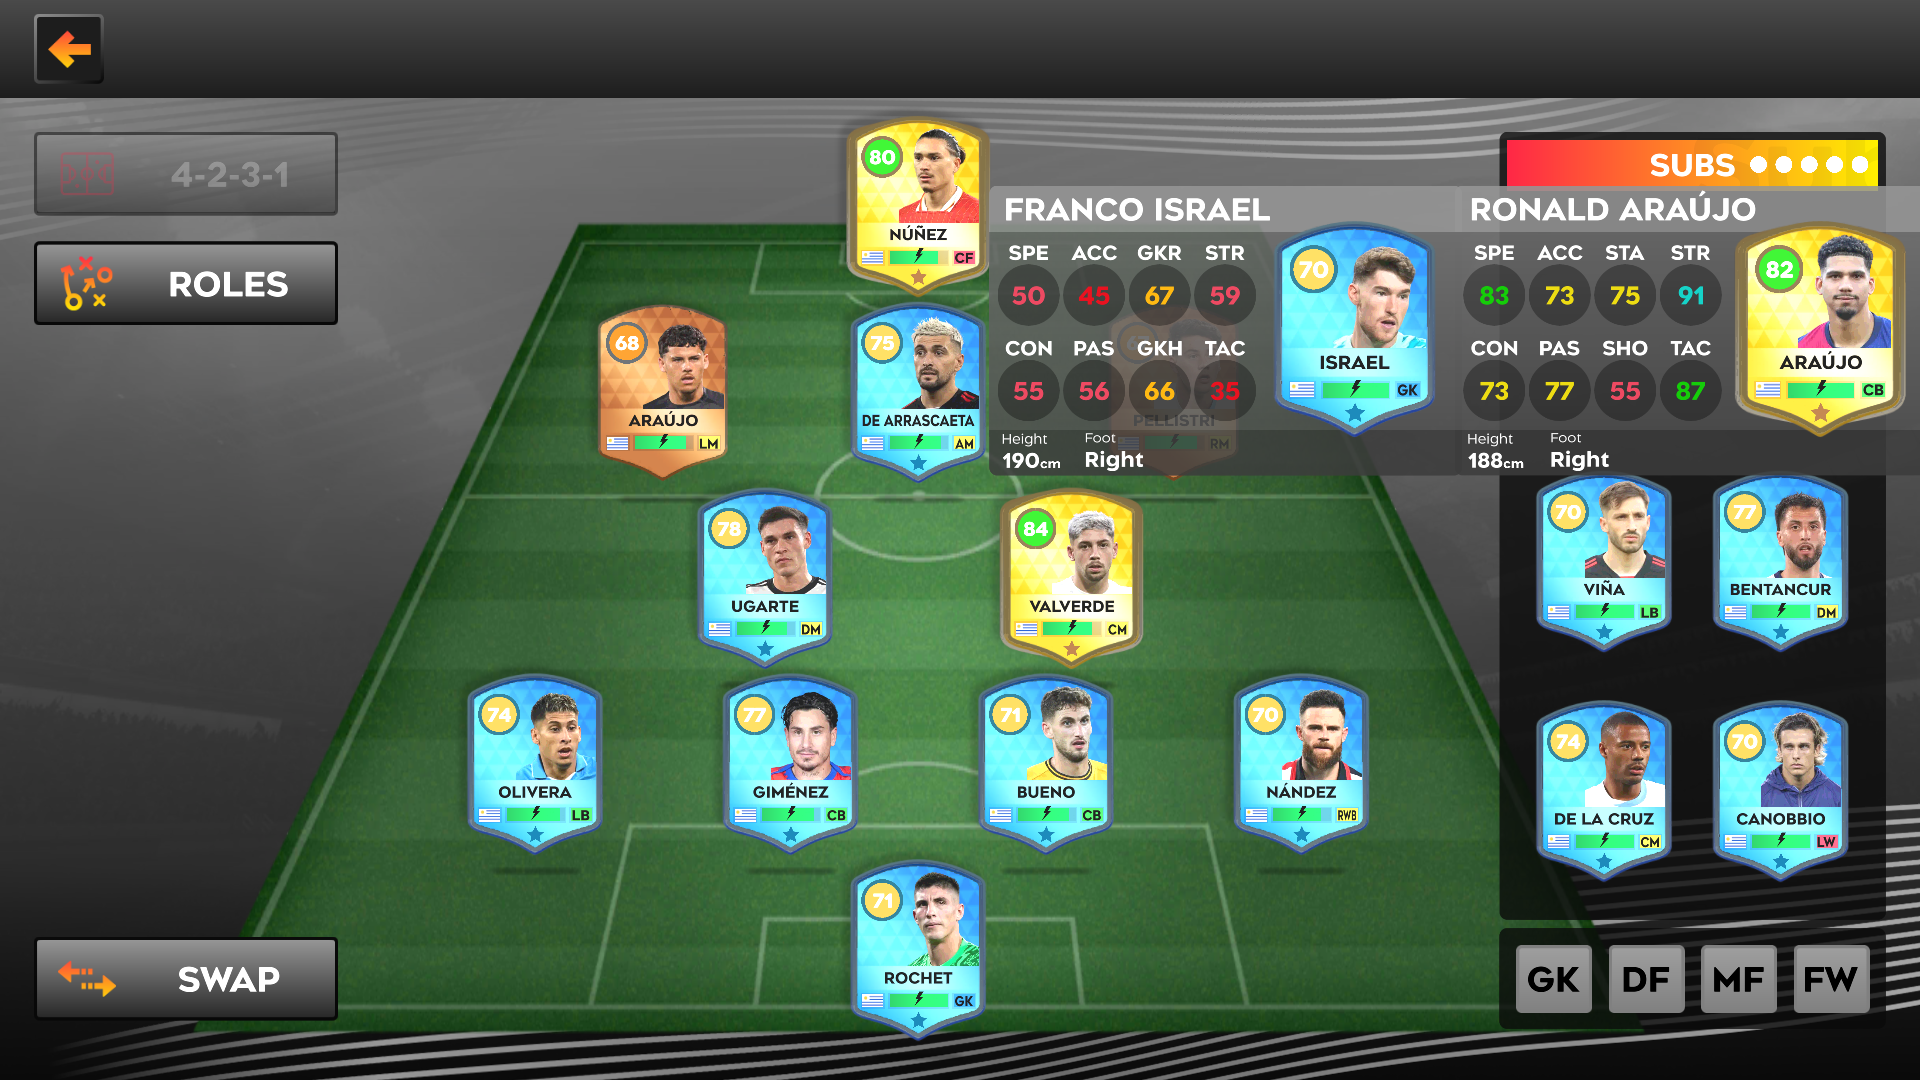 4-2-3-1
ROLES
SWAP
80
NÚÑEZ
CF
68
ARAÚJO
LM
75
DE ARRASCAETA
AM
PELLISTRI
RM
78
UGARTE
DM
84
VALVERDE
CM
74
OLIVERA
LB
77
GIMÉNEZ
CB
71
BUENO
CB
70
NÁNDEZ
RWB
71
ROCHET
GK
FRANCO ISRAEL
SPE ACC GKR STR
50 45 67 59
CON PAS GKH TAC
55 56 66 35
Height Foot
190cm Right
70
ISRAEL
GK
SUBS
RONALD ARAÚJO
SPE ACC STA STR
83 73 75 91
CON PAS SHO TAC
73 77 55 87
Height Foot
188cm Right
82
ARAÚJO
CB
70
VIÑA
LB
77
BENTANCUR
DM
74
DE LA CRUZ
CM
70
CANOBBIO
LW
GK DF MF FW